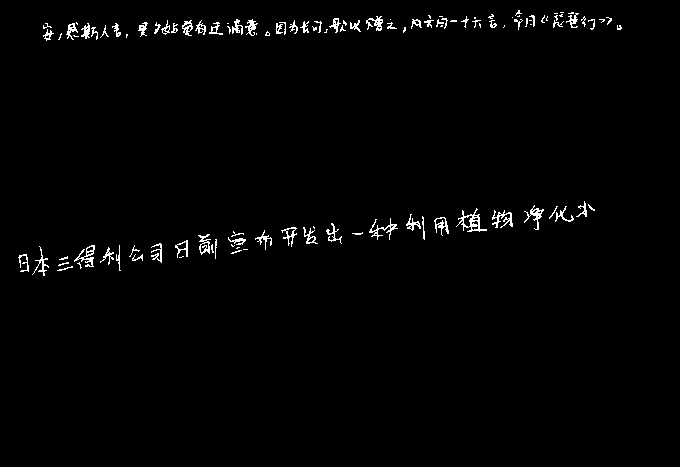 安,感斯人言,是夕始觉有迁谪意。因为长句,歌以赠之,凡六百一十六言,命曰《琵琶行》。
日本三得利公司日前宣布开发出一种利用植物净化水